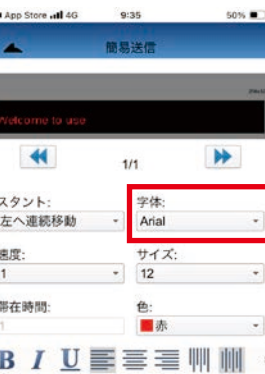 App Store 4G 9:35 50%
簡易送信
Welcome to use
1/1
スタント: 字体:
左へ連続移動 Arial
速度: サイズ:
1 12
滞在時間: 色:
1 赤
B I U